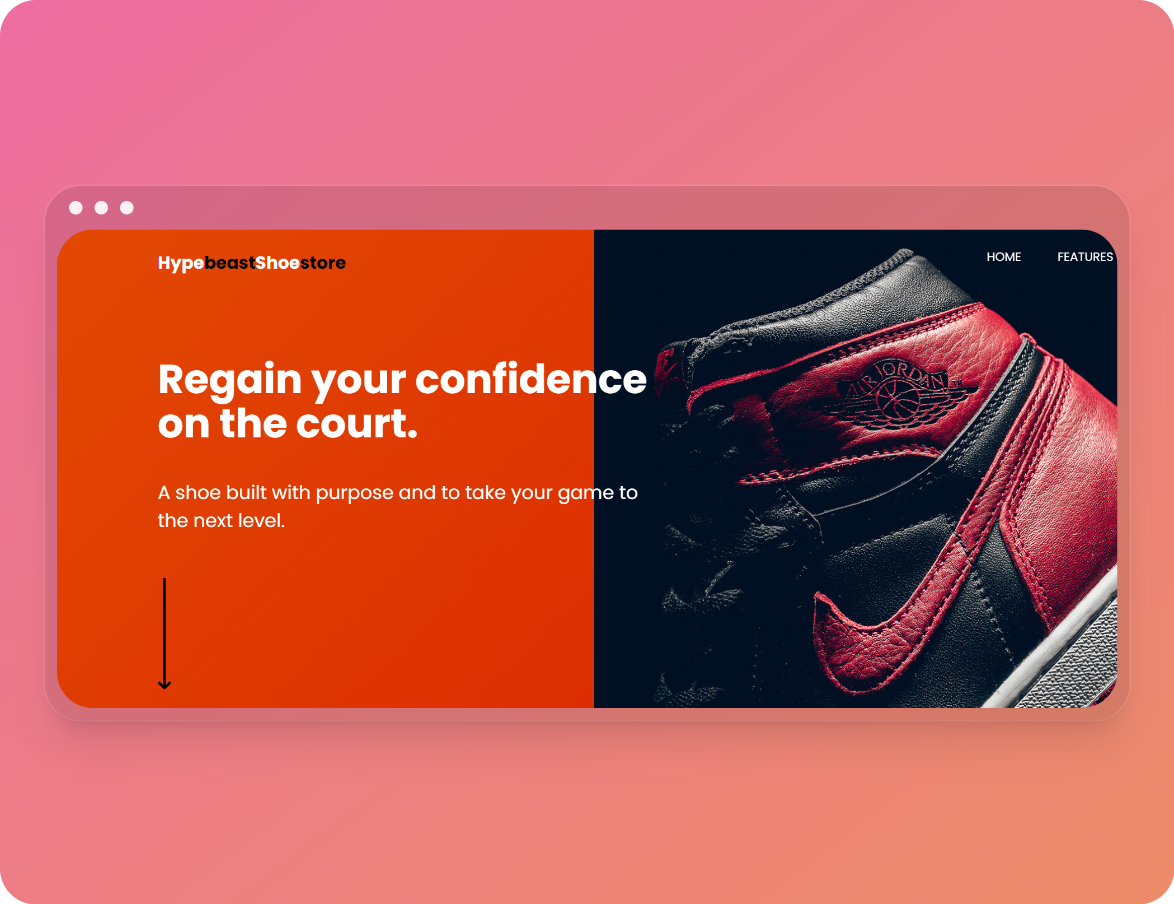 HypebeastShoestore
HOME FEATURES
Regain your confidence
on the court.
A shoe built with purpose and to take your game to
the next level.
AIR JORDAN
TM